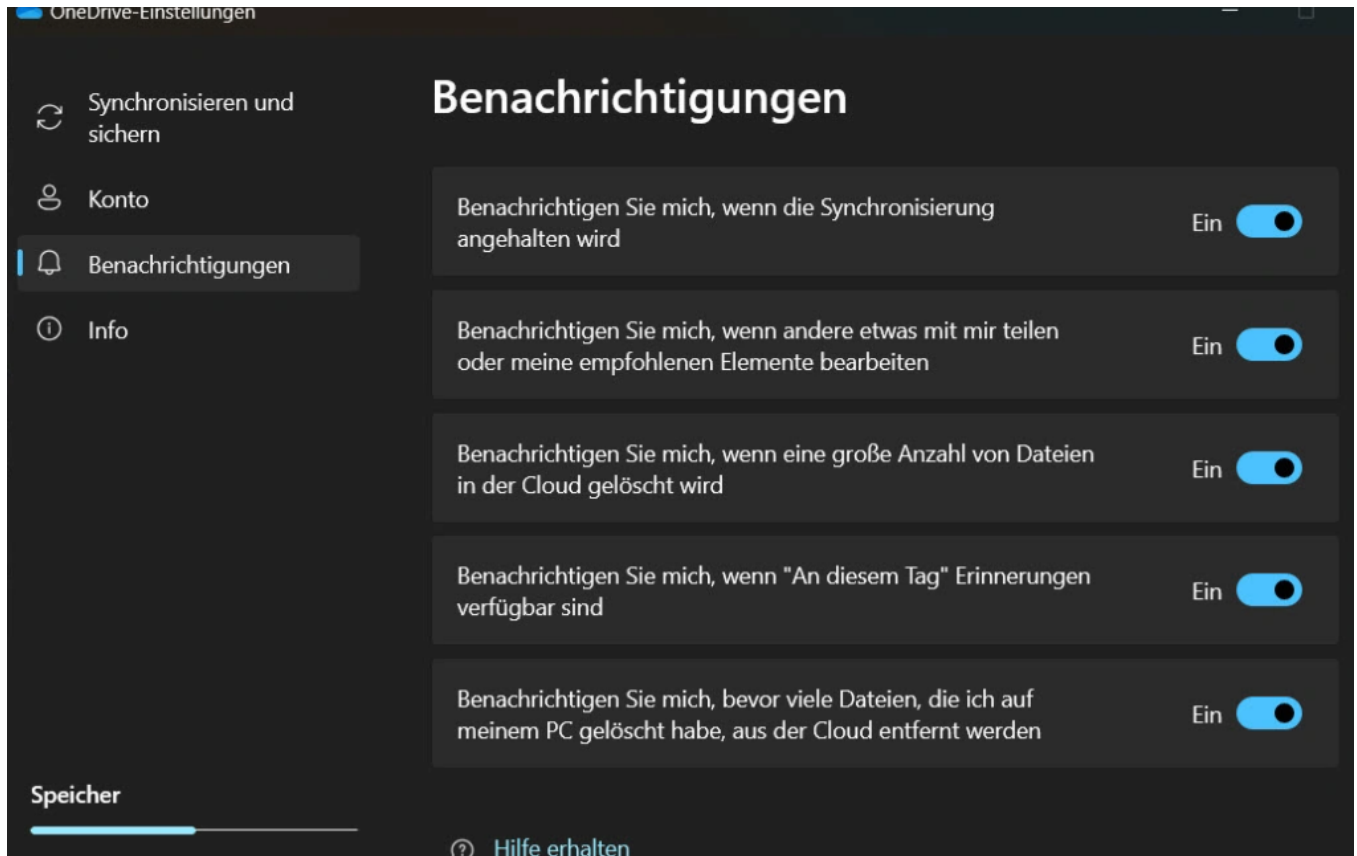 OneDrive-Einstellungen
Synchronisieren und
sichern
Konto
Benachrichtigungen
Info
Speicher
Benachrichtigungen
Benachrichtigen Sie mich, wenn die Synchronisierung
angehalten wird
Ein
Benachrichtigen Sie mich, wenn andere etwas mit mir teilen
oder meine empfohlenen Elemente bearbeiten
Ein
Benachrichtigen Sie mich, wenn eine große Anzahl von Dateien
in der Cloud gelöscht wird
Ein
Benachrichtigen Sie mich, wenn "An diesem Tag" Erinnerungen
verfügbar sind
Ein
Benachrichtigen Sie mich, bevor viele Dateien, die ich auf
meinem PC gelöscht habe, aus der Cloud entfernt werden
Ein
Hilfe erhalten